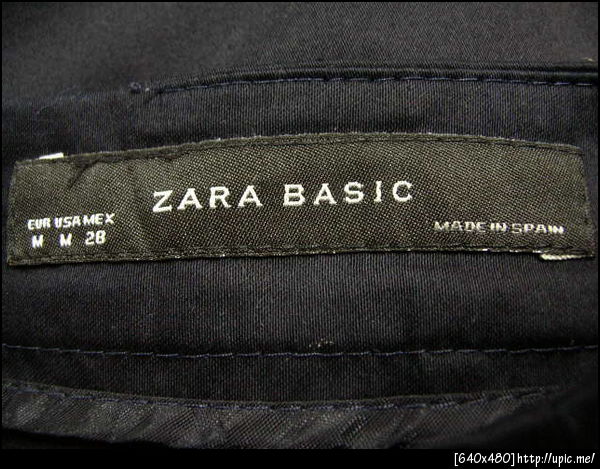 ZARA BASIC
EUR USA MEX
M M 28
MADE IN SPAIN
[640x480]http://upic.me/